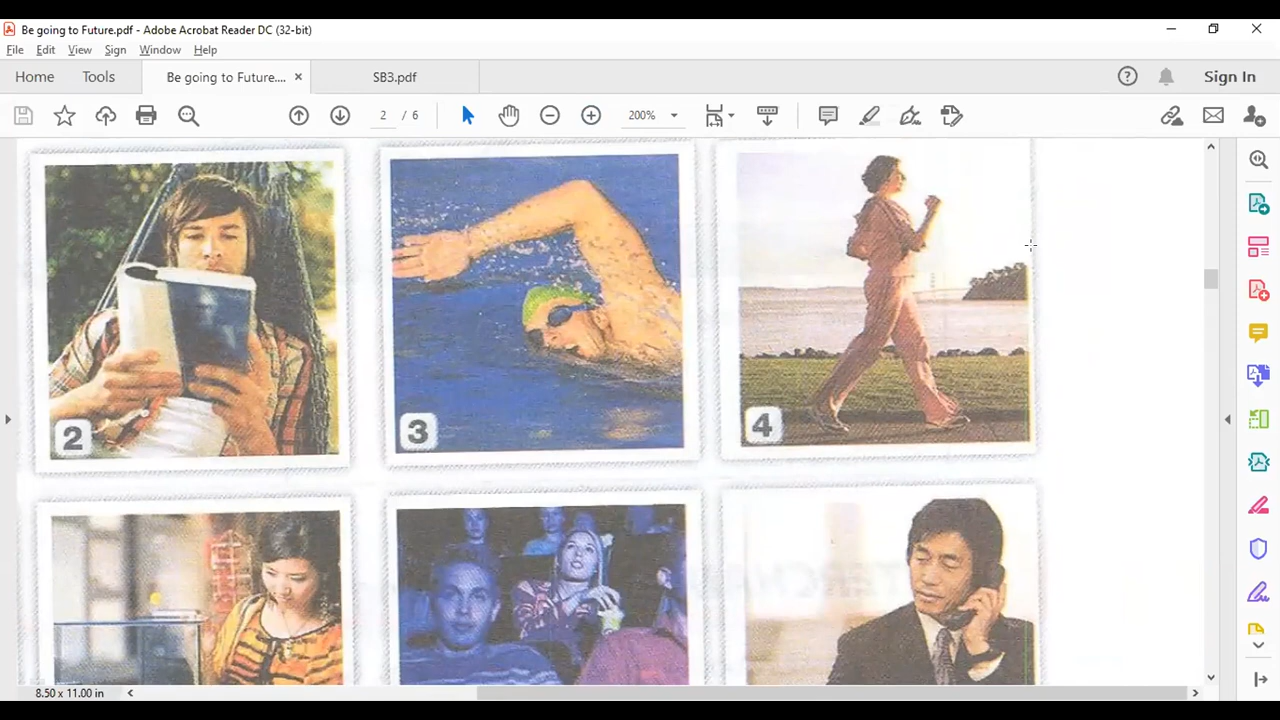 Be going to Future.pdf - Adobe Acrobat Reader DC (32-bit)
File Edit View Sign Window Help
Home Tools Be going to Future.... × SB3.pdf Sign In
2 / 6 200%
2 3 4
8.50 x 11.00 in